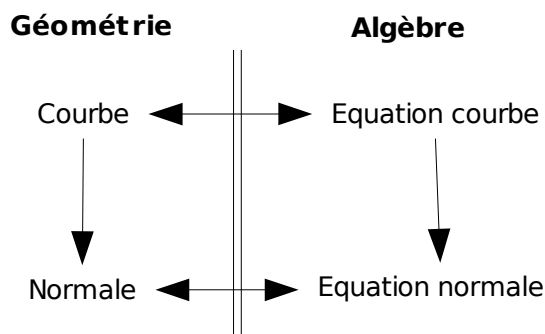 Géométrie Algèbre
Courbe Equation courbe
Normale Equation normale